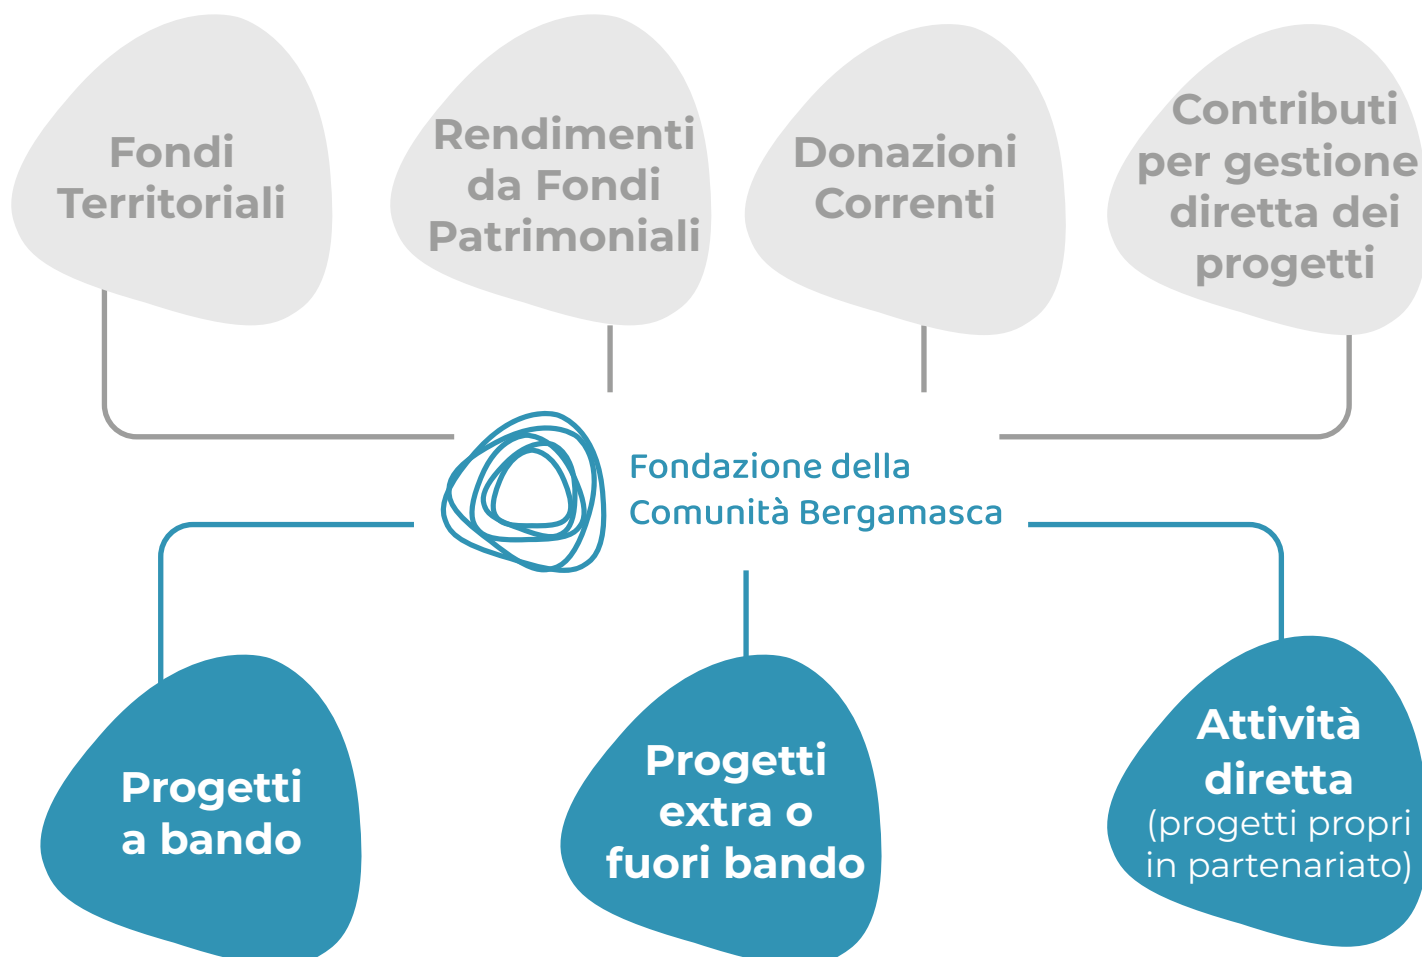 Fondi
Territoriali
Rendimenti
da Fondi
Patrimoniali
Donazioni
Correnti
Contributi
per gestione
diretta dei
progetti
Fondazione della
Comunità Bergamasca
Progetti
a bando
Progetti
extra o
fuori bando
Attività
diretta
(progetti propri
in partenariato)